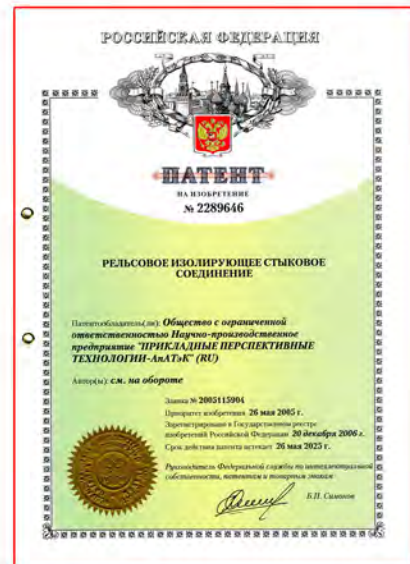 РОССИЙСКАЯ ФЕДЕРАЦИЯ
ПАТЕНТ
НА ИЗОБРЕТЕНИЕ
№ 2289646
РЕЛЬСОВОЕ ИЗОЛИРУЮЩЕЕ СТЫКОВОЕ
СОЕДИНЕНИЕ
Патентообладатель(ли): Общество с ограниченной
ответственностью Научно-производственное
предприятие "ПРИКЛАДНЫЕ ПЕРСПЕКТИВНЫЕ
ТЕХНОЛОГИИ-АпАТэК" (RU)
Автор(ы): см. на обороте
Заявка № 2005115904
Приоритет изобретения 26 мая 2005 г.
Зарегистрировано в Государственном реестре
изобретений Российской Федерации 20 декабря 2006 г.
Срок действия патента истекает 26 мая 2025 г.
Руководитель Федеральной службы по интеллектуальной
собственности, патентам и товарным знакам
Б.П. Симонов